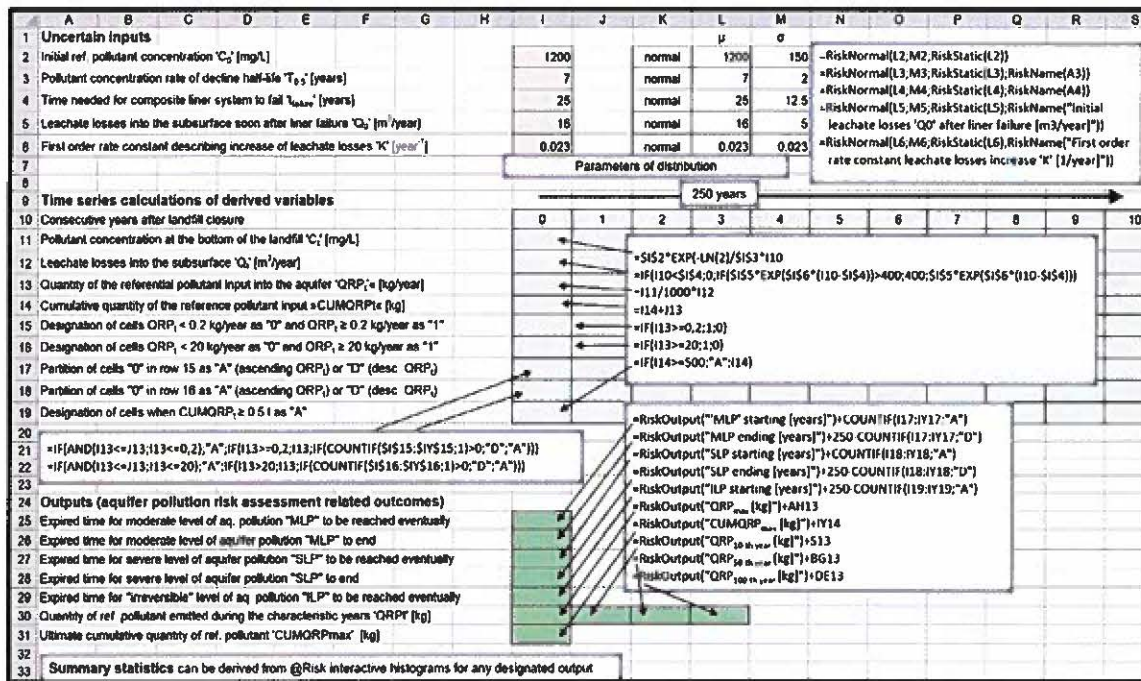 A B C D E F G H I J K L M N O P Q R S
1 Uncertain inputs μ σ
2 Initial ref. pollutant concentration 'C₀' [mg/L] 1200 normal 1200 150
3 Pollutant concentration rate of decline half-life 'T₀.₅' [years] 7 normal 7 2
4 Time needed for composite liner system to fail 't failure' [years] 25 normal 25 12.5
5 Leachate losses into the subsurface soon after liner failure 'Q₀' [m³/year] 16 normal 16 5
6 First order rate constant describing increase of leachate losses 'K' [year⁻¹] 0.023 normal 0.023 0.023
=RiskNormal(L2;M2;RiskStatic(L2))
=RiskNormal(L3;M3;RiskStatic(L3);RiskName(A3))
=RiskNormal(L4;M4;RiskStatic(L4);RiskName(A4))
=RiskNormal(L5;M5;RiskStatic(L5);RiskName("Initial
leachate losses 'Q0' after liner failure [m3/year]"))
=RiskNormal(L6;M6;RiskStatic(L6),RiskName("First order
rate constant leachate losses increase 'K' [1/year]"))
7 Parameters of distribution
8 250 years
9 Time series calculations of derived variables
10 Consecutive years after landfill closure 0 1 2 3 4 5 6 7 8 9 10
11 Pollutant concentration at the bottom of the landfill 'Cₜ' [mg/L]
12 Leachate losses into the subsurface 'Qₜ' [m³/year]
13 Quantity of the referential pollutant input into the aquifer 'QRPₜ'« [kg/year]
14 Cumulative quantity of the reference pollutant input »CUMQRPt« [kg]
15 Designation of cells QRPₜ < 0.2 kg/year as "0" and QRPₜ ≥ 0.2 kg/year as "1"
16 Designation of cells QRPₜ < 20 kg/year as "0" and QRPₜ ≥ 20 kg/year as "1"
17 Partition of cells "0" in row 15 as "A" (ascending QRPₜ) or "D" (desc QRPₜ)
18 Partition of cells "0" in row 16 as "A" (ascending QRPₜ) or "D" (desc QRPₜ)
19 Designation of cells when CUMQRPₜ ≥ 0.5 t as "A"
=$I$2*EXP(-LN(2)/$I$3*I10
=IF(I10<$I$4;0;IF($I$5*EXP($I$6*(I10-$I$4))>400;400;$I$5*EXP($I$6*(I10-$I$4)))
=I11/1000*I12
=I14+J13
=IF(I13>=0,2;1;0)
=IF(I13>=20;1;0)
=IF(I14>=500;"A";I14)
20
21 =IF(AND(I13<=J13;I13<=0,2);"A";IF(I13>=0,2;I13;IF(COUNTIF($I$15:$IY$15;1)>0;"D";"A")))
22 =IF(AND(I13<=J13;I13<=20);"A";IF(I13>20;I13;IF(COUNTIF($I$16:$IY$16;1)>0;"D";"A")))
23
=RiskOutput("MLP starting [years]")+COUNTIF(I17:IY17;"A")
=RiskOutput("MLP ending [years]")+250-COUNTIF(I17:IY17;"D")
=RiskOutput("SLP starting [years]")+COUNTIF(I18:IY18;"A")
=RiskOutput("SLP ending [years]")+250-COUNTIF(I18:IY18;"D")
=RiskOutput("ILP starting [years]")+250-COUNTIF(I19:IY19;"A")
=RiskOutput("QRP max [kg]")+AH13
=RiskOutput("CUMQRP max [kg]")+IY14
=RiskOutput("QRP 10 th year [kg]")+S13
=RiskOutput("QRP 50 th year [kg]")+BG13
=RiskOutput("QRP 100 th year [kg]")+DE13
24 Outputs (aquifer pollution risk assessment related outcomes)
25 Expired time for moderate level of aq. pollution "MLP" to be reached eventually
26 Expired time for moderate level of aquifer pollution "MLP" to end
27 Expired time for severe level of aquifer pollution "SLP" to be reached eventually
28 Expired time for severe level of aquifer pollution "SLP" to end
29 Expired time for "irreversible" level of aq pollution "ILP" to be reached eventually
30 Quantity of ref pollutant emitted during the characteristic years 'QRPt' [kg]
31 Ultimate cumulative quantity of ref. pollutant 'CUMQRPmax' [kg]
32
33 Summary statistics can be derived from @Risk interactive histograms for any designated output